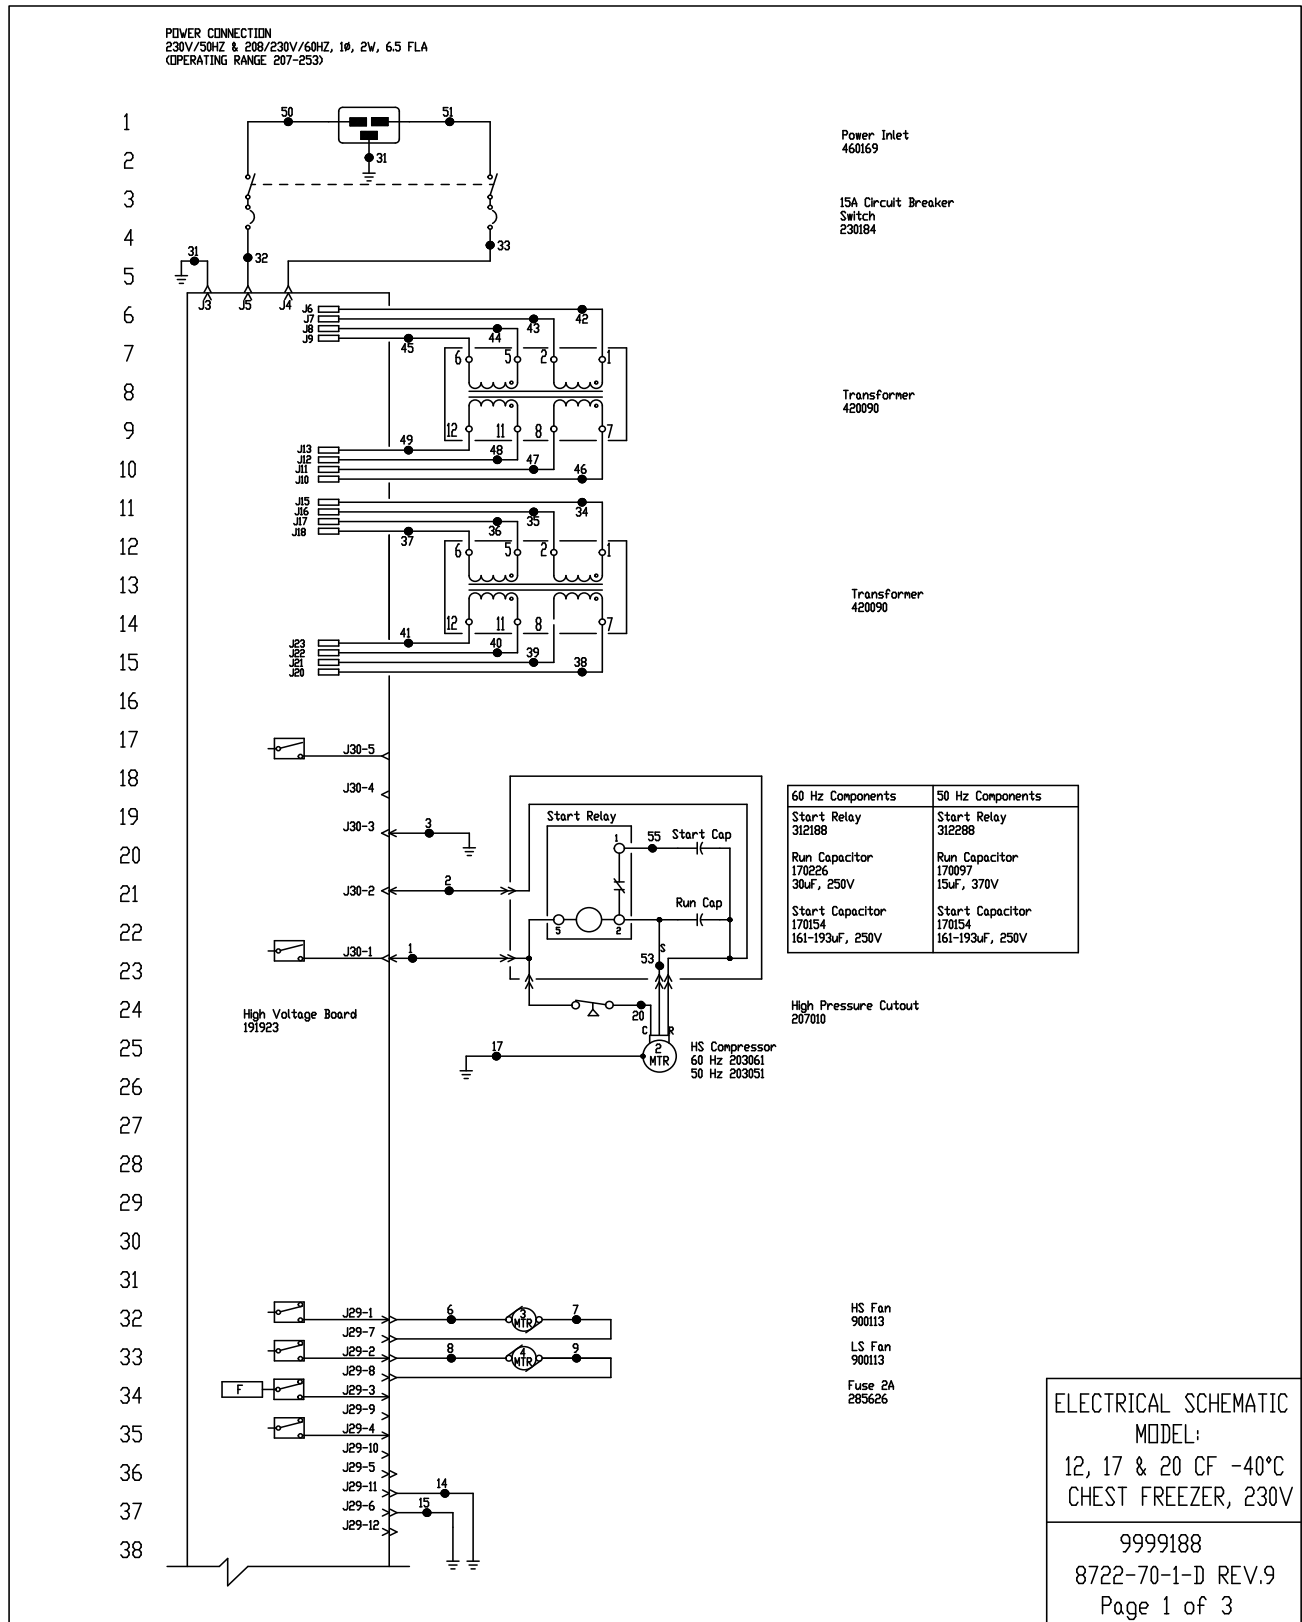 POWER CONNECTION
230V/50HZ & 208/230V/60HZ, 1ø, 2W, 6.5 FLA
(OPERATING RANGE 207-253)
1
50
51
Power Inlet
460169
2
31
3
15A Circuit Breaker
Switch
230184
4
33
31
32
5
J3
J5
J4
6
J6
J7
J8
J9
42
43
44
45
7
6
5
2
1
8
Transformer
420090
9
12
11
8
7
J13
J12
J11
J10
49
48
47
46
10
11
J15
J16
J17
J18
34
35
36
37
12
6
5
2
1
13
Transformer
420090
14
12
11
8
7
J23
J22
J21
J20
41
40
39
38
15
16
17
J30-5
18
J30-4
60 Hz Components
50 Hz Components
19
Start Relay
Start Relay
312188
Start Relay
312288
J30-3
3
1
55
Start Cap
20
Run Capacitor
170226
30uF, 250V
Run Capacitor
170097
15uF, 370V
21
J30-2
2
Run Cap
22
5
2
Start Capacitor
170154
161-193uF, 250V
Start Capacitor
170154
161-193uF, 250V
J30-1
1
S
53
23
24
High Voltage Board
191923
20
High Pressure Cutout
207010
C
R
25
17
2
MTR
HS Compressor
60 Hz 203061
50 Hz 203051
26
27
28
29
30
31
32
J29-1
6
3
MTR
7
HS Fan
900113
J29-7
33
J29-2
8
4
MTR
9
LS Fan
900113
J29-8
34
F
J29-3
Fuse 2A
285626
J29-9
35
J29-4
J29-10
36
J29-5
J29-11
14
37
J29-6
15
J29-12
38
ELECTRICAL SCHEMATIC
MODEL:
12, 17 & 20 CF -40°C
CHEST FREEZER, 230V
9999188
8722-70-1-D REV.9
Page 1 of 3